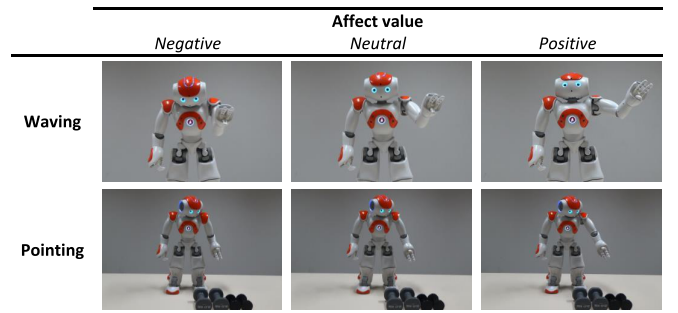 Affect value
Negative Neutral Positive
Waving
Pointing